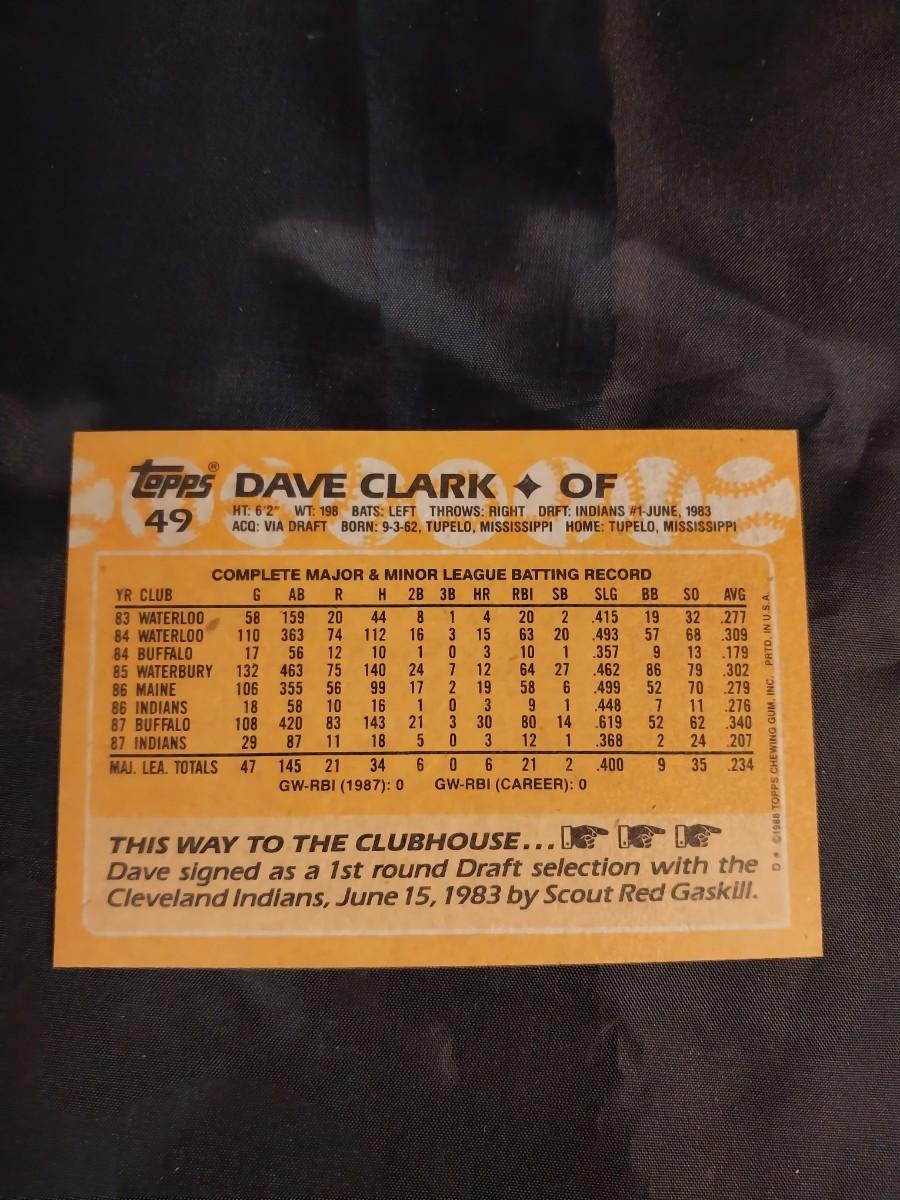 Topps® DAVE CLARK ✦ OF
49
HT: 6'2" WT: 198 BATS: LEFT THROWS: RIGHT DRFT: INDIANS #1-JUNE, 1983
ACQ: VIA DRAFT BORN: 9-3-62, TUPELO, MISSISSIPPI HOME: TUPELO, MISSISSIPPI
COMPLETE MAJOR & MINOR LEAGUE BATTING RECORD
YR CLUB G AB R H 2B 3B HR RBI SB SLG BB SO AVG
83 WATERLOO 58 159 20 44 8 1 4 20 2 .415 19 32 .277
84 WATERLOO 110 363 74 112 16 3 15 63 20 .493 57 68 .309
84 BUFFALO 17 56 12 10 1 0 3 10 1 .357 9 13 .179
85 WATERBURY 132 463 75 140 24 7 12 64 27 .462 86 79 .302
86 MAINE 106 355 56 99 17 2 19 58 6 .499 52 70 .279
86 INDIANS 18 58 10 16 1 0 3 9 1 .448 7 11 .276
87 BUFFALO 108 420 83 143 21 3 30 80 14 .619 52 62 .340
87 INDIANS 29 87 11 18 5 0 3 12 1 .368 2 24 .207
MAJ. LEA. TOTALS 47 145 21 34 6 0 6 21 2 .400 9 35 .234
GW-RBI (1987): 0 GW-RBI (CAREER): 0
THIS WAY TO THE CLUBHOUSE...
Dave signed as a 1st round Draft selection with the
Cleveland Indians, June 15, 1983 by Scout Red Gaskill.
D* ©1988 TOPPS CHEWING GUM, INC. PRTD. IN U.S.A.